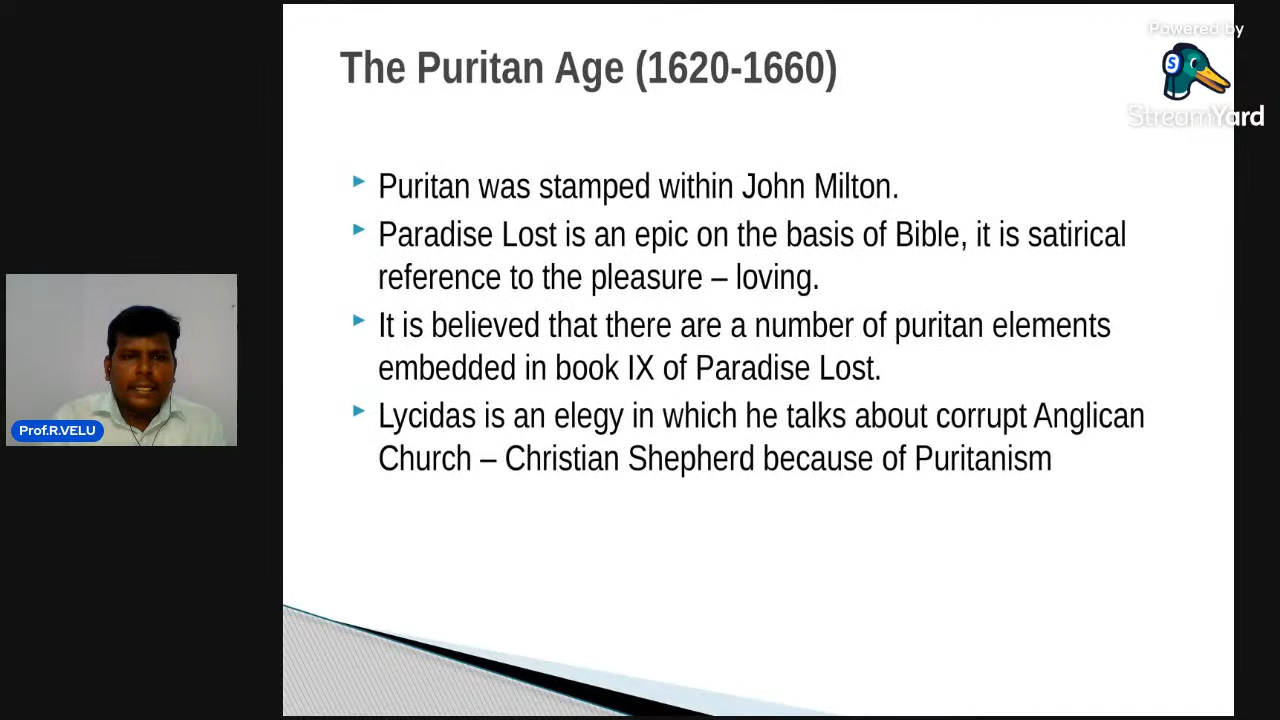 The Puritan Age (1620-1660)
Powered by
S
StreamYard
Puritan was stamped within John Milton.
Paradise Lost is an epic on the basis of Bible, it is satirical
reference to the pleasure – loving.
It is believed that there are a number of puritan elements
embedded in book IX of Paradise Lost.
Lycidas is an elegy in which he talks about corrupt Anglican
Church – Christian Shepherd because of Puritanism
Prof.R.VELU